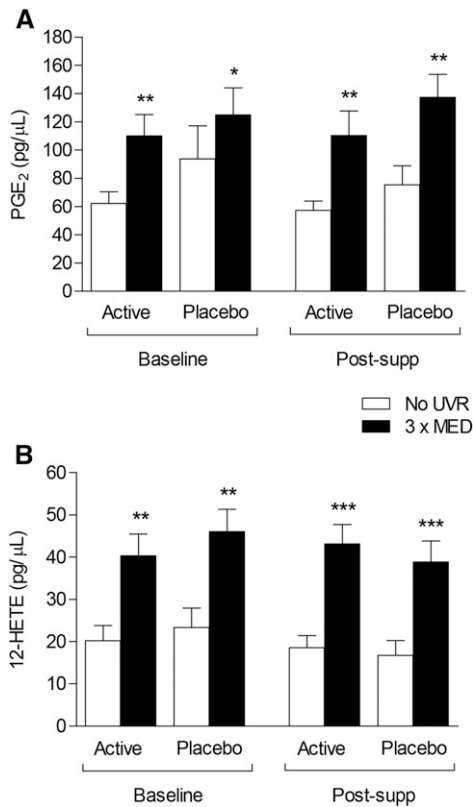 A
PGE2 (pg/μL)
180
160
140
120
100
80
60
40
20
0
** * ** **
Active Placebo Active Placebo
Baseline Post-supp
No UVR
3 x MED
B
12-HETE (pg/μL)
60
50
40
30
20
10
0
** ** *** ***
Active Placebo Active Placebo
Baseline Post-supp